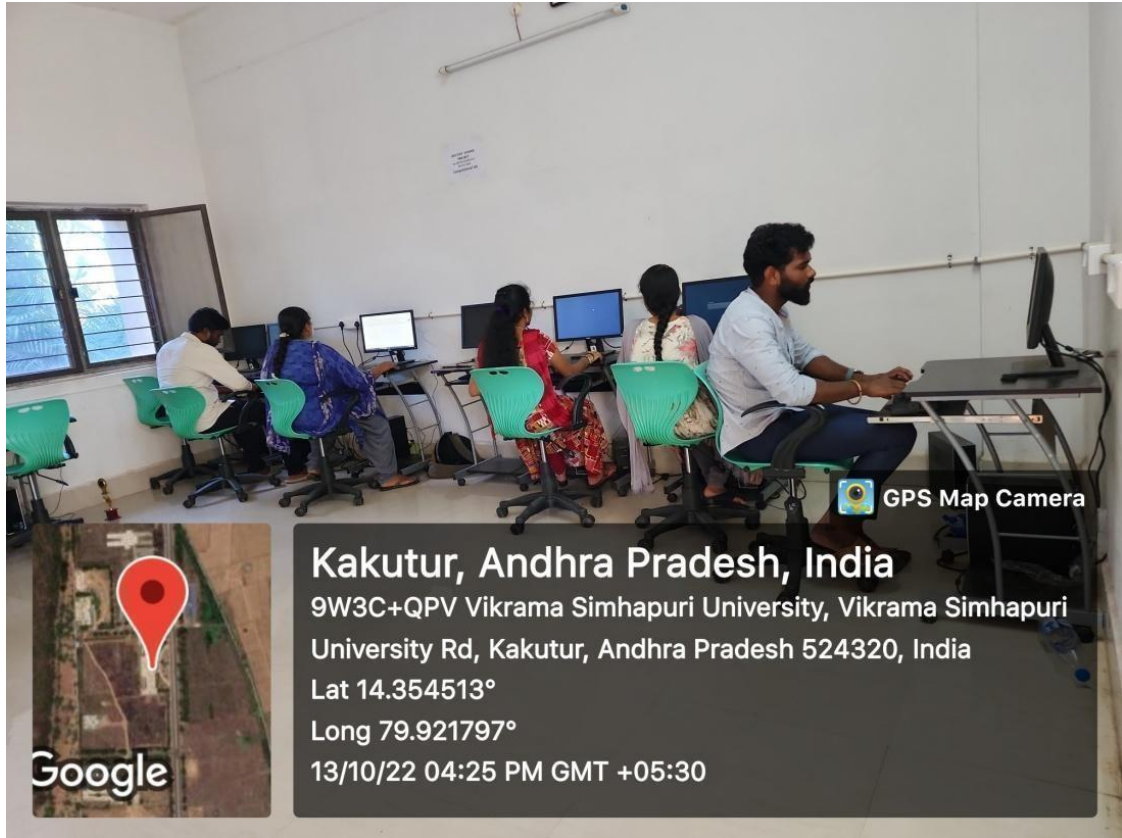 GPS Map Camera
Kakutur, Andhra Pradesh, India
9W3C+QPV Vikrama Simhapuri University, Vikrama Simhapuri
University Rd, Kakutur, Andhra Pradesh 524320, India
Lat 14.354513°
Long 79.921797°
13/10/22 04:25 PM GMT +05:30
Google